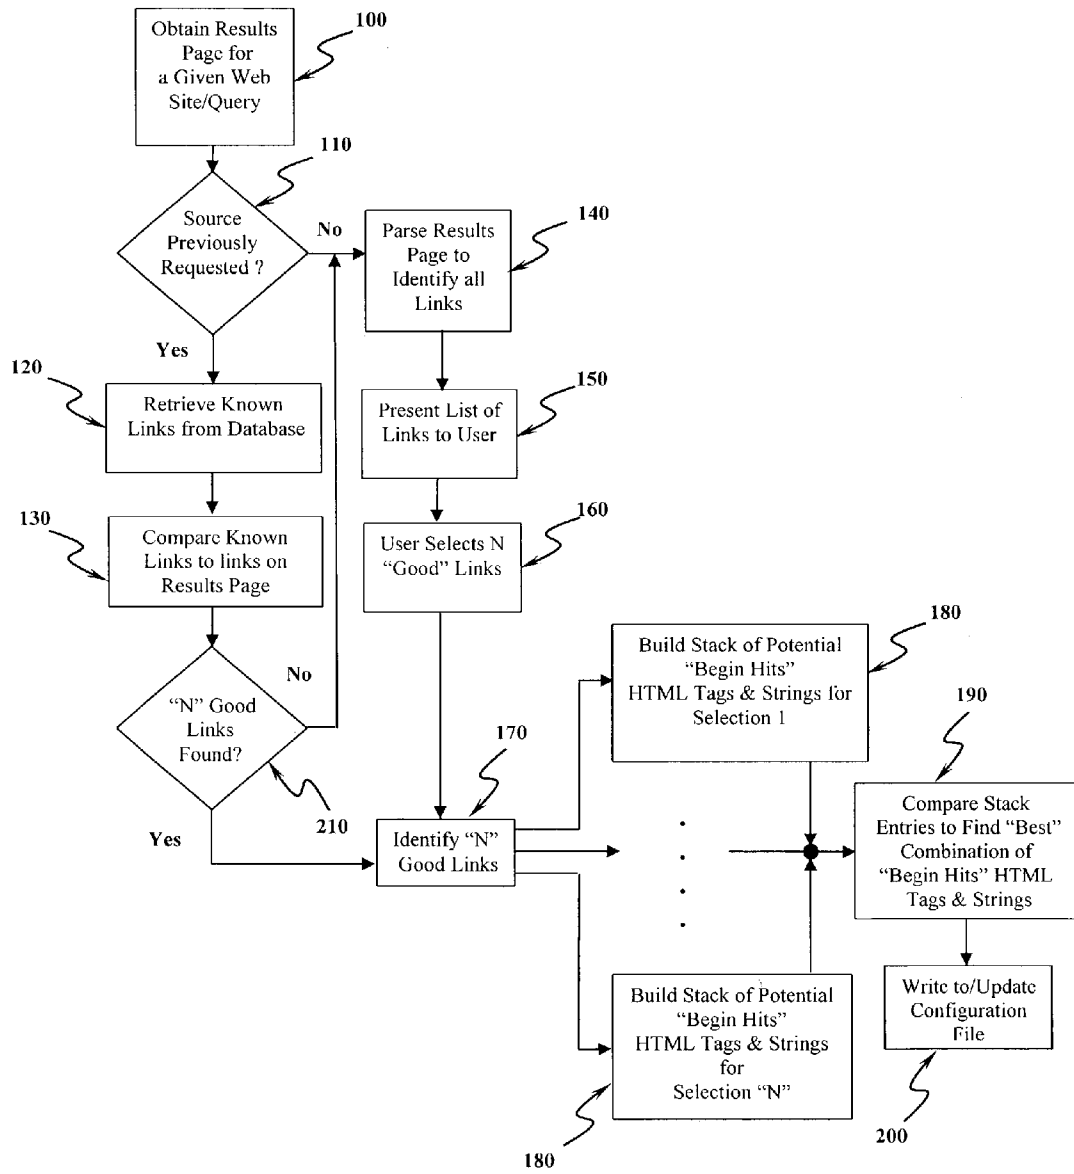 100
Obtain Results
Page for
a Given Web
Site/Query
110
Source
Previously
Requested ?
No
Yes
140
Parse Results
Page to
Identify all
Links
120
Retrieve Known
Links from Database
150
Present List of
Links to User
130
Compare Known
Links to links on
Results Page
160
User Selects N
“Good” Links
“N” Good
Links
Found?
No
Yes
210
170
Identify “N”
Good Links
180
Build Stack of Potential
“Begin Hits”
HTML Tags & Strings for
Selection 1
190
Compare Stack
Entries to Find “Best”
Combination of
“Begin Hits” HTML
Tags & Strings
Build Stack of Potential
“Begin Hits”
HTML Tags & Strings
for
Selection “N”
180
Write to/Update
Configuration
File
200